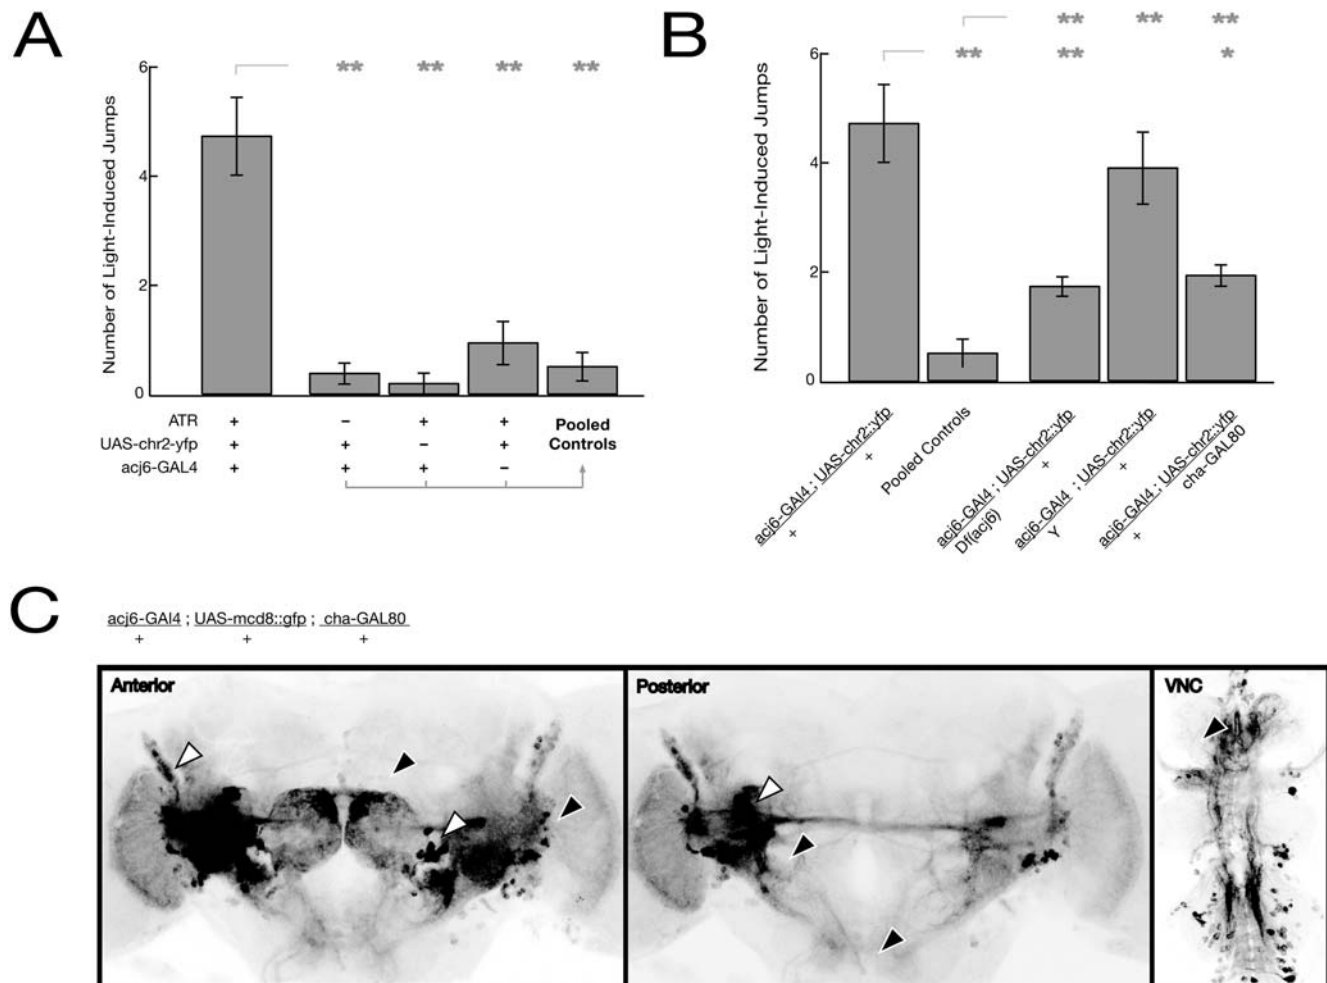 A
Number of Light-Induced Jumps
6
4
2
0
** ** ** **
ATR + – + + Pooled
UAS-chr2-yfp + + – + Controls
acj6-GAL4 + + + –
B
Number of Light-Induced Jumps
6
4
2
0
** ** **
** ** *
acj6-GAl4 ; UAS-chr2::yfp
+ +
Pooled Controls
acj6-GAl4 ; UAS-chr2::yfp
Df(acj6) +
acj6-GAl4 ; UAS-chr2::yfp
Y +
acj6-GAl4 ; UAS-chr2::yfp
+ cha-GAL80
C
acj6-GAl4 ; UAS-mcd8::gfp ; cha-GAL80
+ + +
Anterior
Posterior
VNC